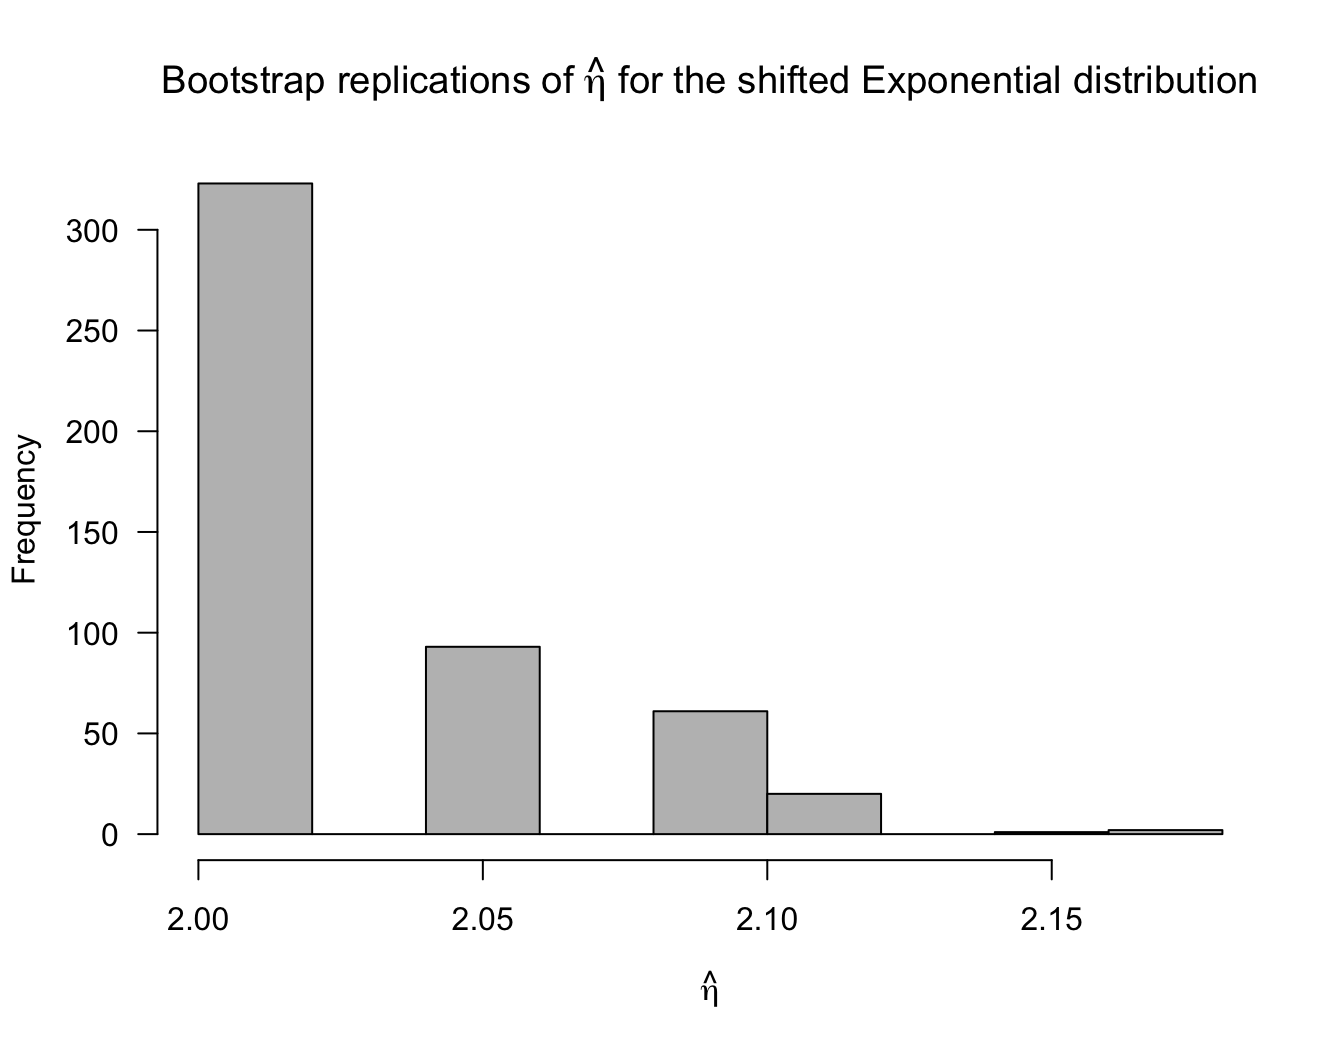 Bootstrap replications of η̂ for the shifted Exponential distribution
Frequency
300
250
200
150
100
50
0
2.00 2.05 2.10 2.15
η̂